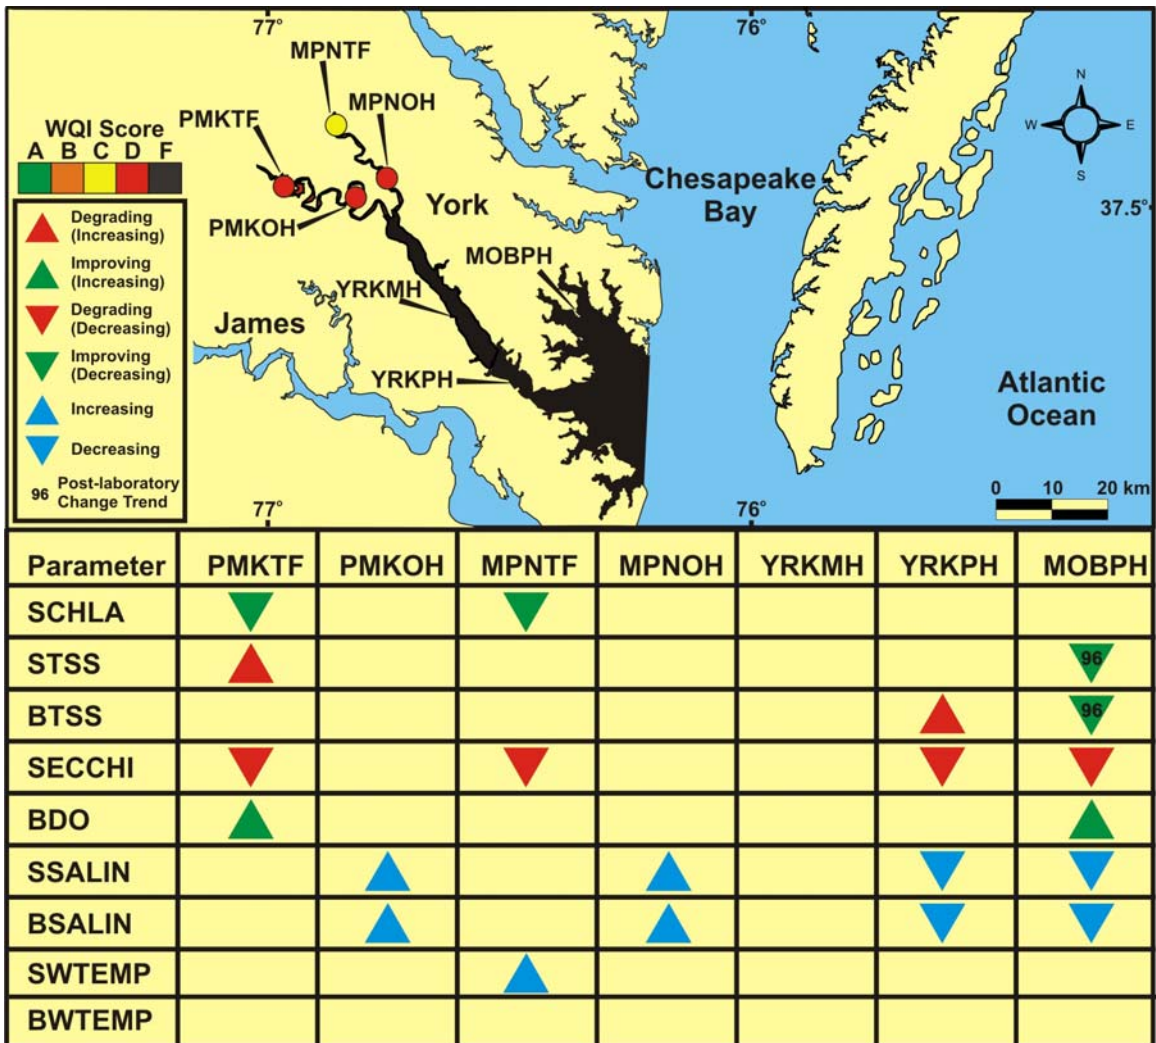 77°
76°
MPNTF
MPNOH
PMKTF
WQI Score
A B C D F
N
W E
S
Chesapeake
Bay
37.5°
York
PMKOH
MOBPH
Degrading
(Increasing)
Improving
(Increasing)
Degrading
(Decreasing)
Improving
(Decreasing)
Increasing
Decreasing
96 Post-laboratory
Change Trend
YRKMH
James
YRKPH
Atlantic
Ocean
0 10 20 km
77°
76°
Parameter PMKTF PMKOH MPNTF MPNOH YRKMH YRKPH MOBPH
SCHLA
STSS 96
BTSS 96
SECCHI
BDO
SSALIN
BSALIN
SWTEMP
BWTEMP